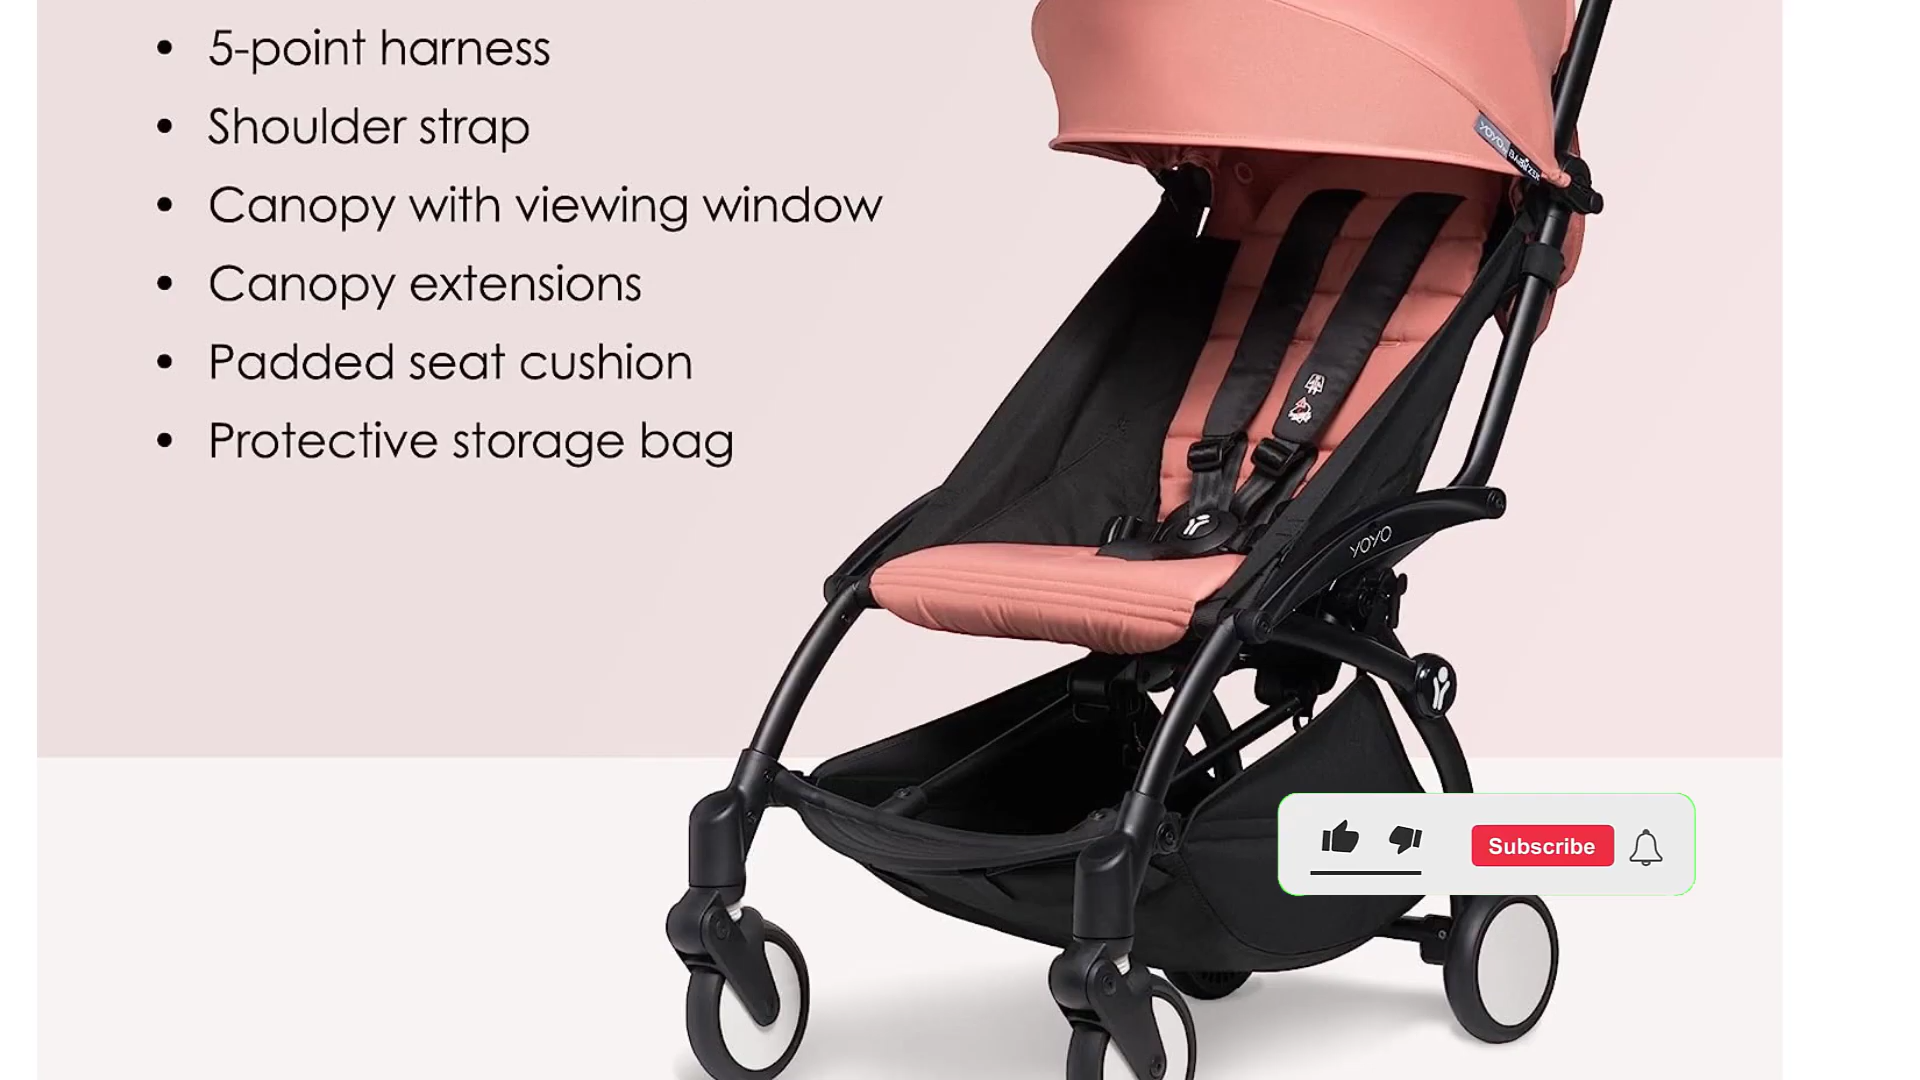 5-point harness
Shoulder strap
Canopy with viewing window
Canopy extensions
Padded seat cushion
Protective storage bag
YOYO
YOYO
Subscribe